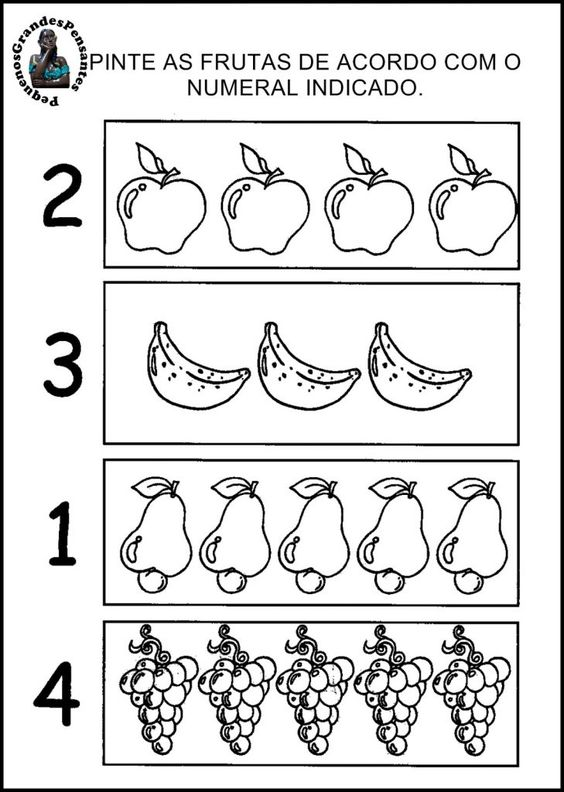 PequenosGrandesPensantes
PINTE AS FRUTAS DE ACORDO COM O
NUMERAL INDICADO.
2
3
1
4